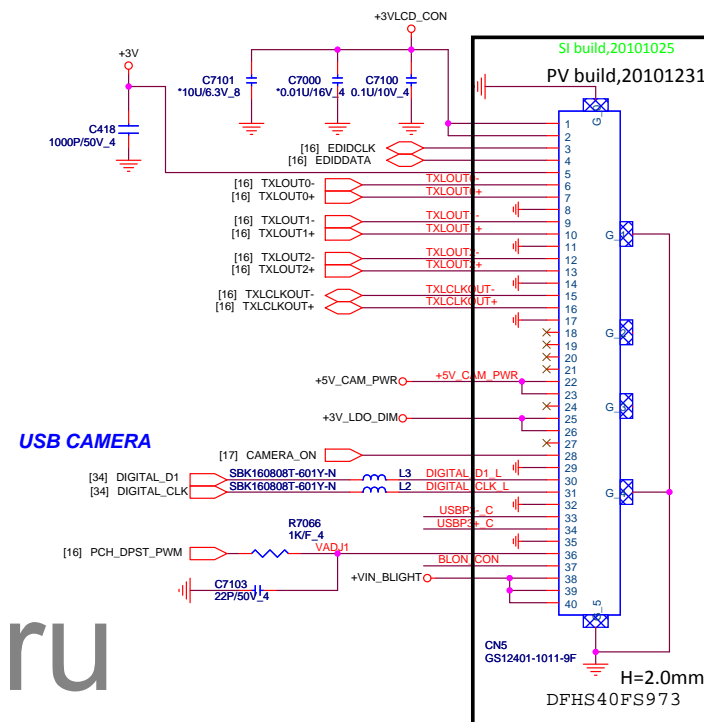 +3VLCD_CON
SI build,20101025
+3V
PV build,20101231
C7101
*10U/6.3V_8
C7000
*0.01U/16V_4
C7100
0.1U/10V_4
C418
1000P/50V_4
G_0
1
2
[16] EDIDCLK 3
[16] EDIDDATA 4
5
[16] TXLOUT0- TXLOUT0- 6
[16] TXLOUT0+ TXLOUT0+ 7
8
[16] TXLOUT1- TXLOUT1- 9
[16] TXLOUT1+ TXLOUT1+ 10
G_1
11
[16] TXLOUT2- TXLOUT2- 12
[16] TXLOUT2+ TXLOUT2+ 13
14
[16] TXLCLKOUT- TXLCLKOUT- 15
[16] TXLCLKOUT+ TXLCLKOUT+ 16
17
18
G_2
19
20
21
+5V_CAM_PWR +5V_CAM_PWR 22
23
24
G_3
+3V_LDO_DIM 25
26
27
USB CAMERA
[17] CAMERA_ON 28
29
[34] DIGITAL_D1 SBK160808T-601Y-N L3 DIGITAL_D1_L 30
[34] DIGITAL_CLK SBK160808T-601Y-N L2 DIGITAL_CLK_L 31
G_4
32
USBP3-_C 33
USBP3+_C 34
35
R7066
1K/F_4
[16] PCH_DPST_PWM VADJ1 36
BLON_CON 37
+VIN_BLIGHT 38
39
40
C7103
22P/50V_4
G_5
ru
CN5
GS12401-1011-9F
H=2.0mm
DFHS40FS973